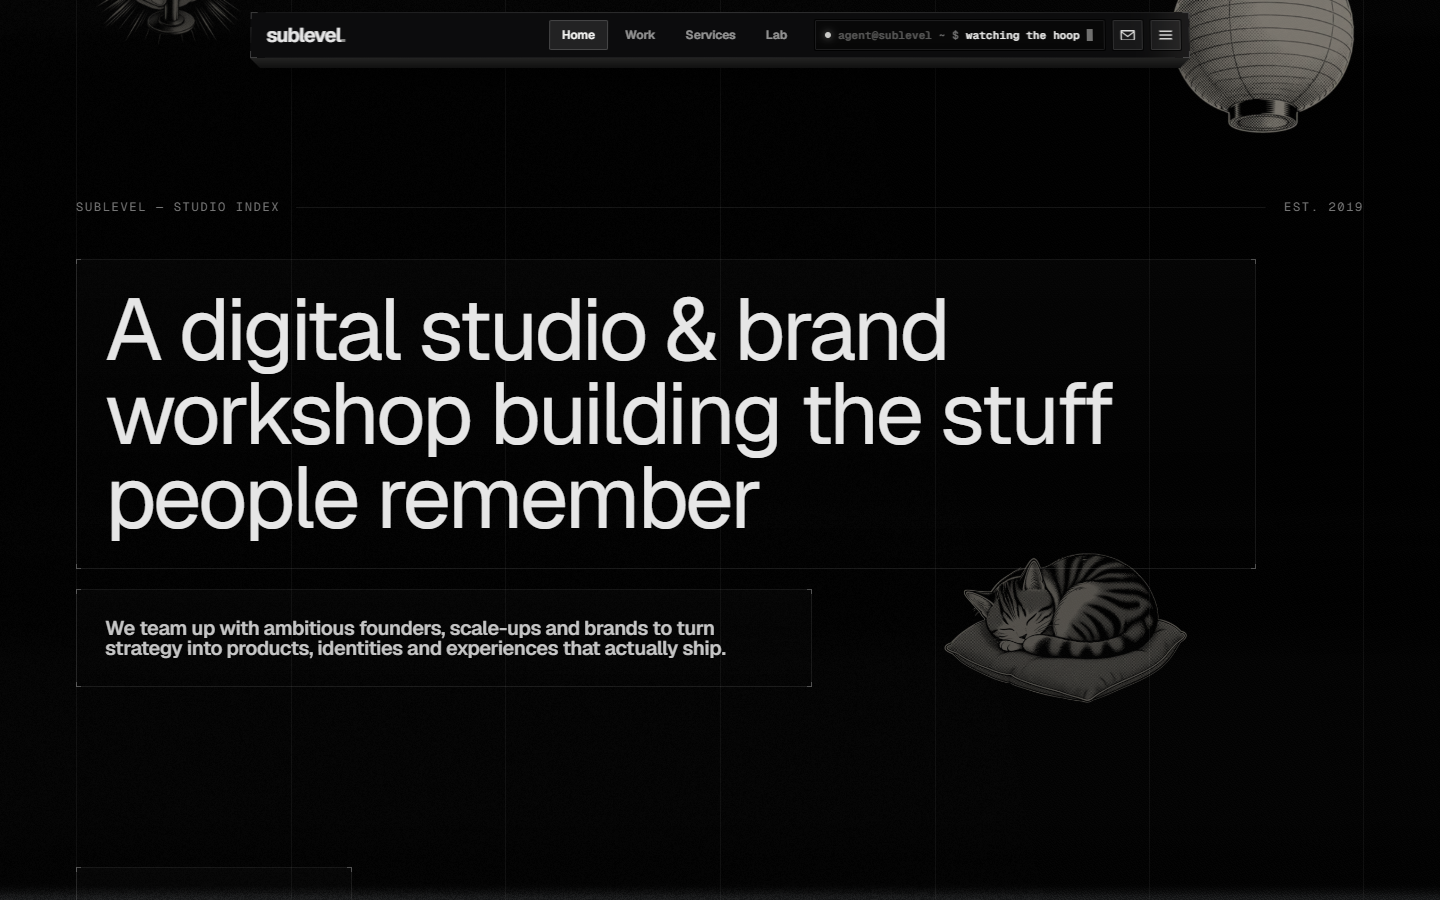 sublevel.
Home
Work
Services
Lab
agent@sublevel ~ $ watching the hoop
SUBLEVEL — STUDIO INDEX
EST. 2019
A digital studio & brand
workshop building the stuff
people remember
We team up with ambitious founders, scale-ups and brands to turn
strategy into products, identities and experiences that actually ship.